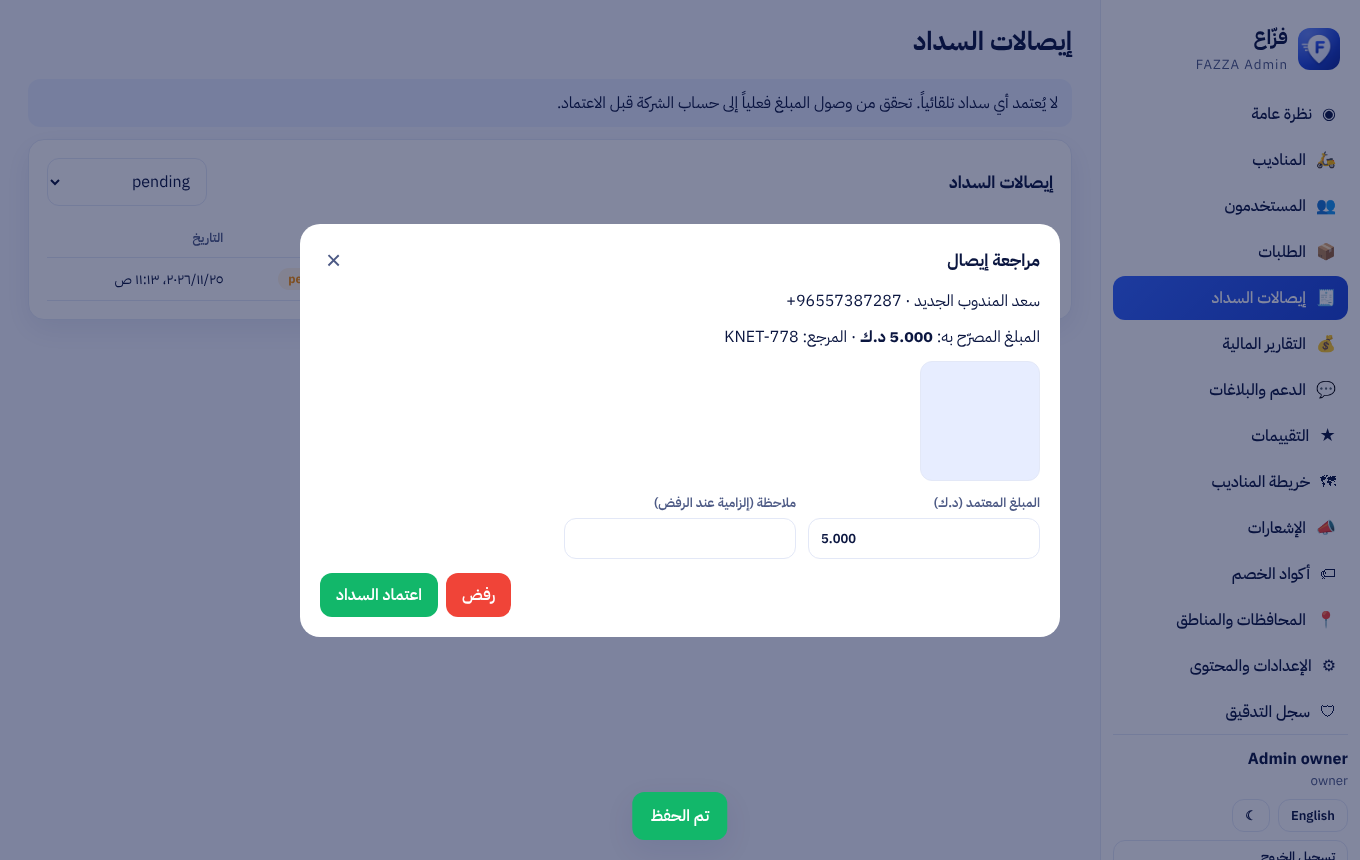 فزّاع
FAZZA Admin
نظرة عامة
المناديب
المستخدمون
الطلبات
إيصالات السداد
التقارير المالية
الدعم والبلاغات
التقييمات
خريطة المناديب
الإشعارات
أكواد الخصم
المحافظات والمناطق
الإعدادات والمحتوى
سجل التدقيق
Admin owner
owner
English
تسجيل الخروج
إيصالات السداد
لا يُعتمد أي سداد تلقائياً. تحقق من وصول المبلغ فعلياً إلى حساب الشركة قبل الاعتماد.
إيصالات السداد
pending
التاريخ
٢٠٢٦/١١/٢٥، ١١:١٣ ص
مراجعة إيصال
✕
سعد المندوب الجديد · 96557387287+
المبلغ المصرّح به: 5.000 د.ك · المرجع: KNET-778
المبلغ المعتمد (د.ك)
ملاحظة (إلزامية عند الرفض)
5.000
رفض
اعتماد السداد
تم الحفظ